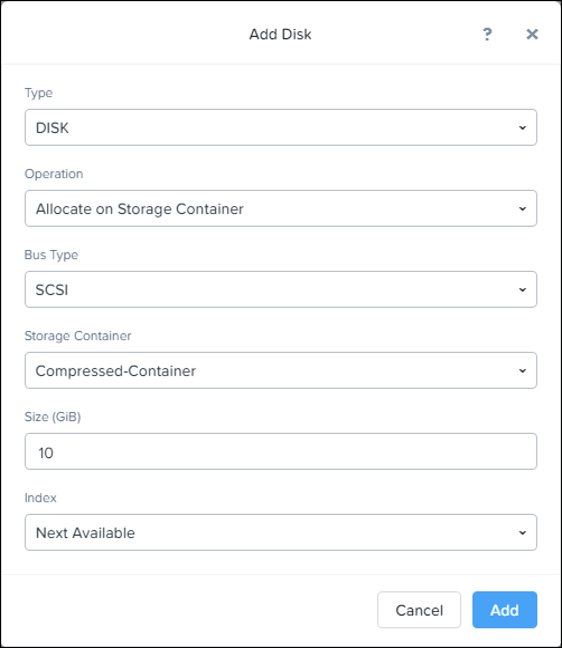 Add Disk ? ×
Type
DISK
Operation
Allocate on Storage Container
Bus Type
SCSI
Storage Container
Compressed-Container
Size (GiB)
10
Index
Next Available
Cancel Add